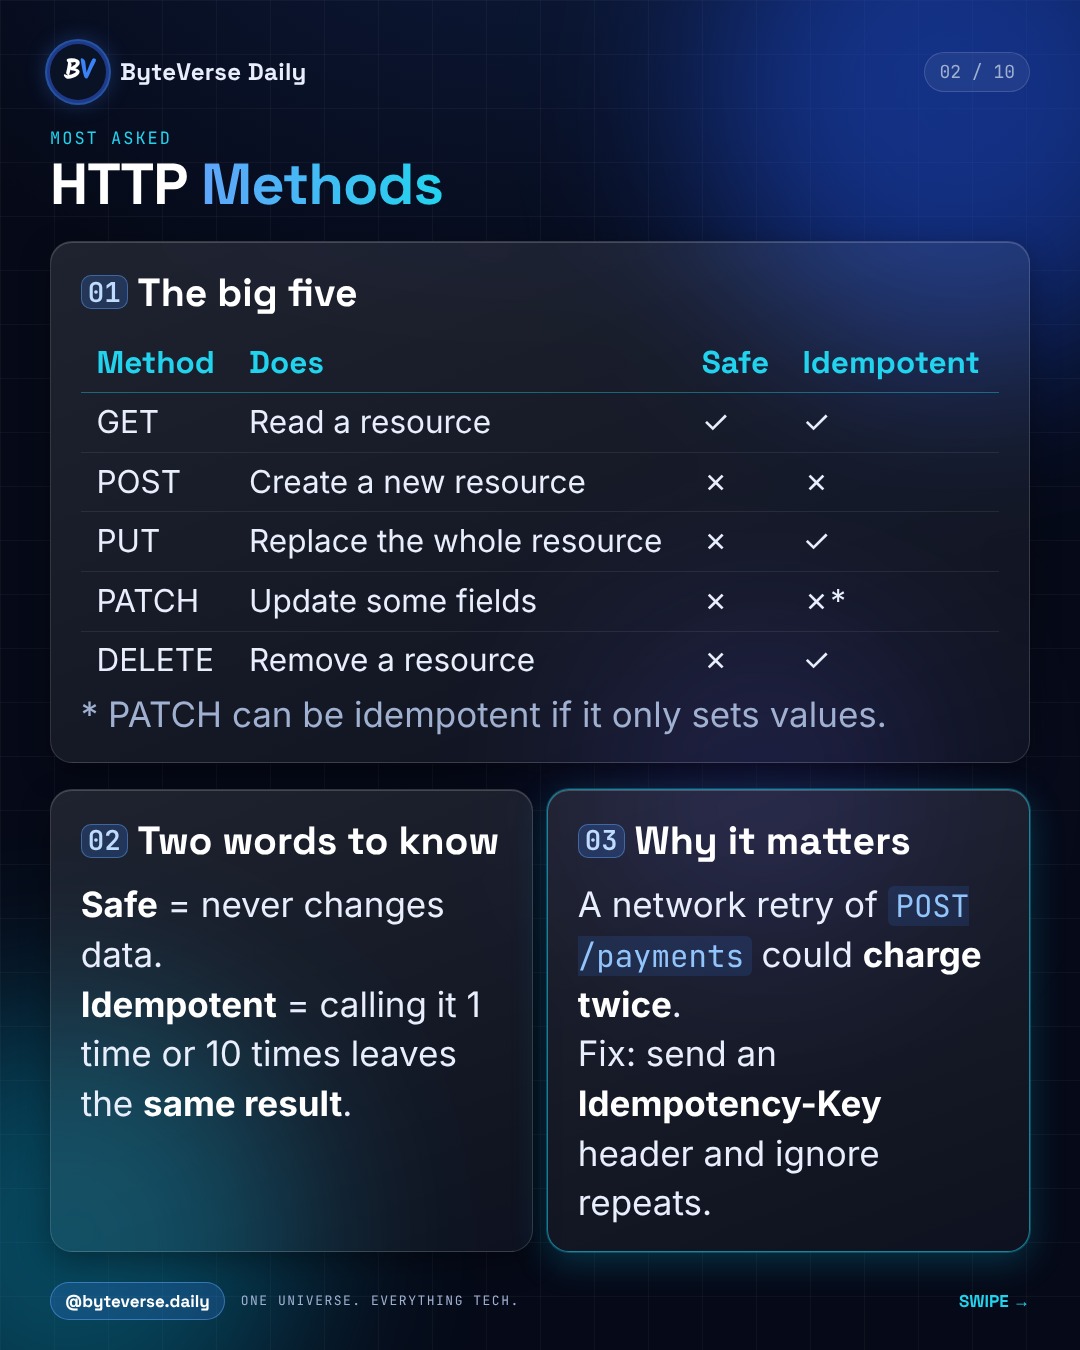 BV ByteVerse Daily
02 / 10
MOST ASKED
HTTP Methods
01 The big five
Method Does Safe Idempotent
GET Read a resource ✓ ✓
POST Create a new resource ✕ ✕
PUT Replace the whole resource ✕ ✓
PATCH Update some fields ✕ ✕*
DELETE Remove a resource ✕ ✓
* PATCH can be idempotent if it only sets values.
02 Two words to know
Safe = never changes
data.
Idempotent = calling it 1
time or 10 times leaves
the same result.
03 Why it matters
A network retry of POST
/payments could charge
twice.
Fix: send an
Idempotency-Key
header and ignore
repeats.
@byteverse.daily ONE UNIVERSE. EVERYTHING TECH.
SWIPE →